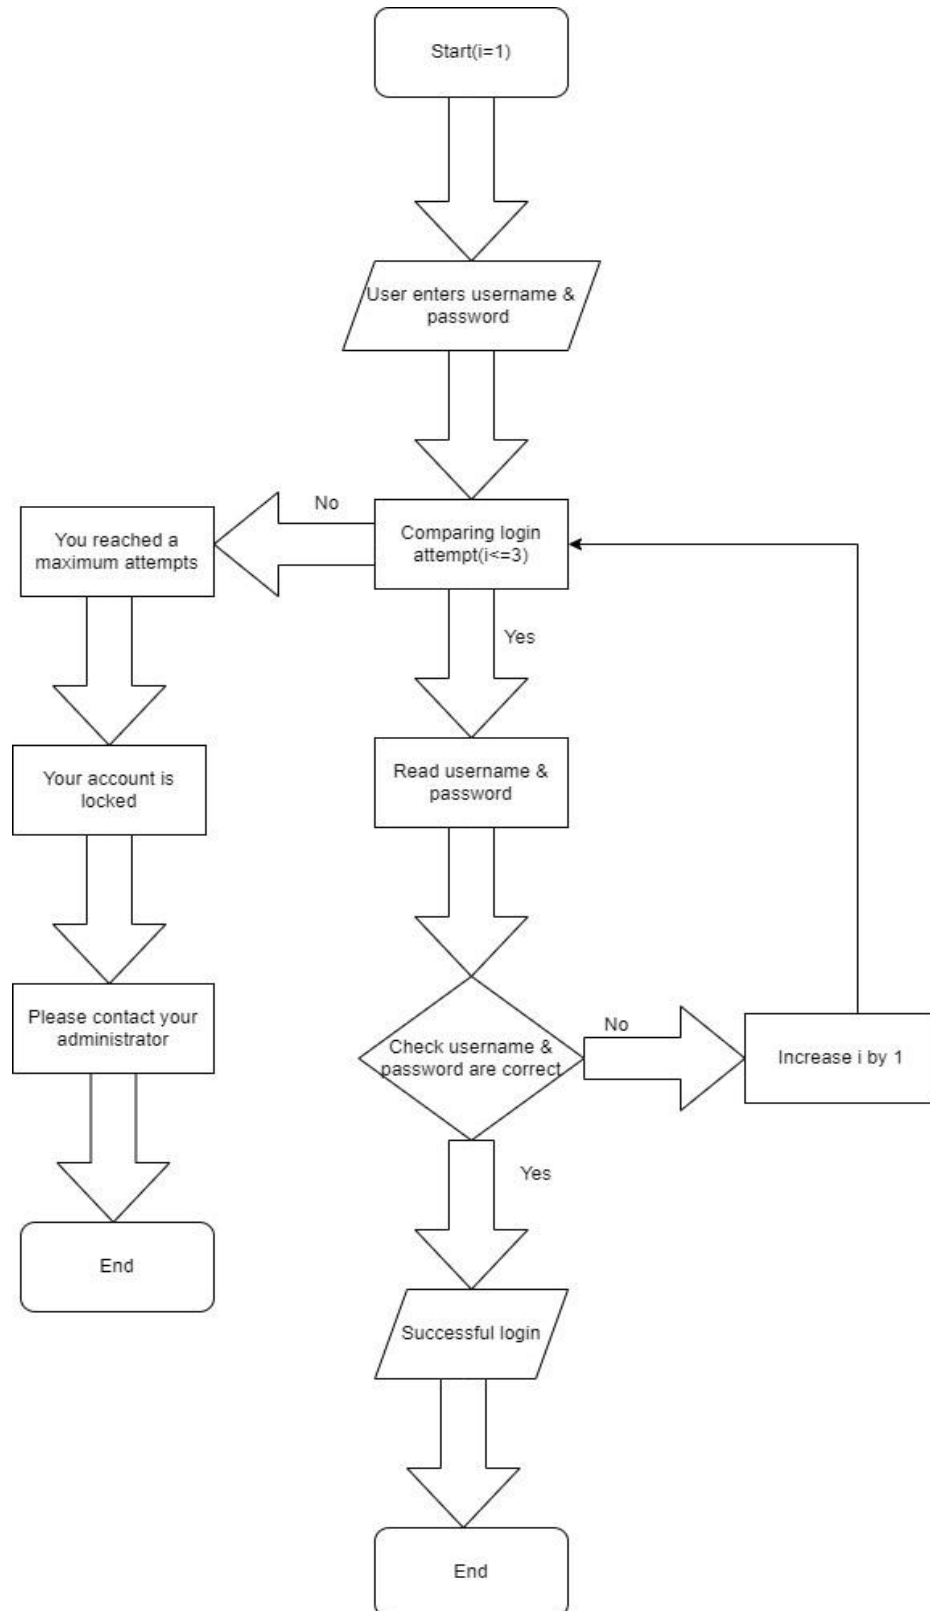 Start(i=1)
User enters username &
password
No
You reached a
maximum attempts
Comparing login
attempt(i<=3)
Yes
Your account is
locked
Read username &
password
Please contact your
administrator
Check username &
password are correct
No
Increase i by 1
Yes
End
Successful login
End